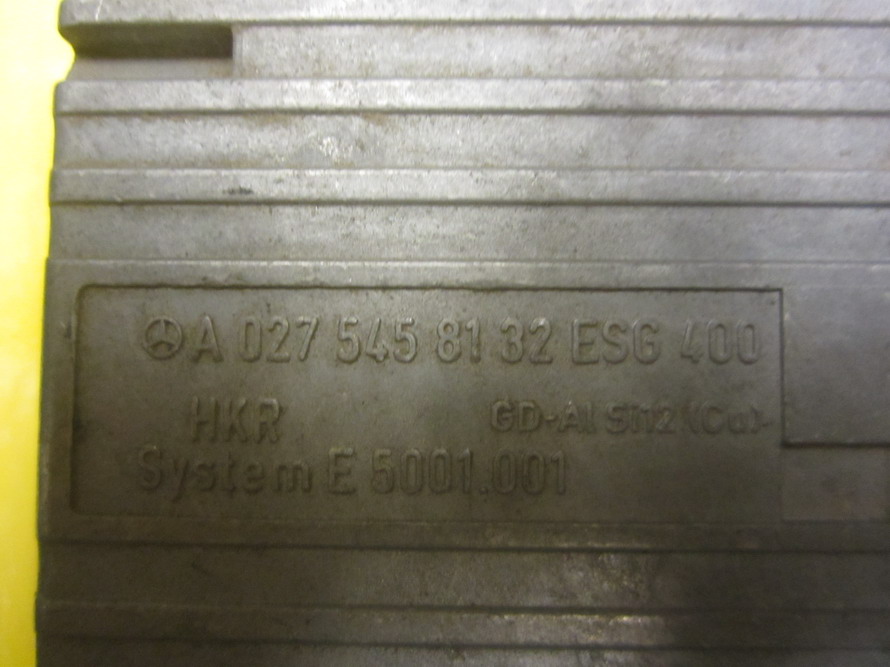 A 027 545 81 32 ESG 400
HKR GD-Al Si12 (Cu)
System E 5001.001